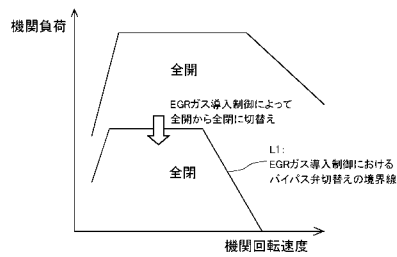 機関負荷
全開
EGRガス導入制御によって
全開から全閉に切替え
L1:
EGRガス導入制御における
バイパス弁切替えの境界線
全閉
機関回転速度